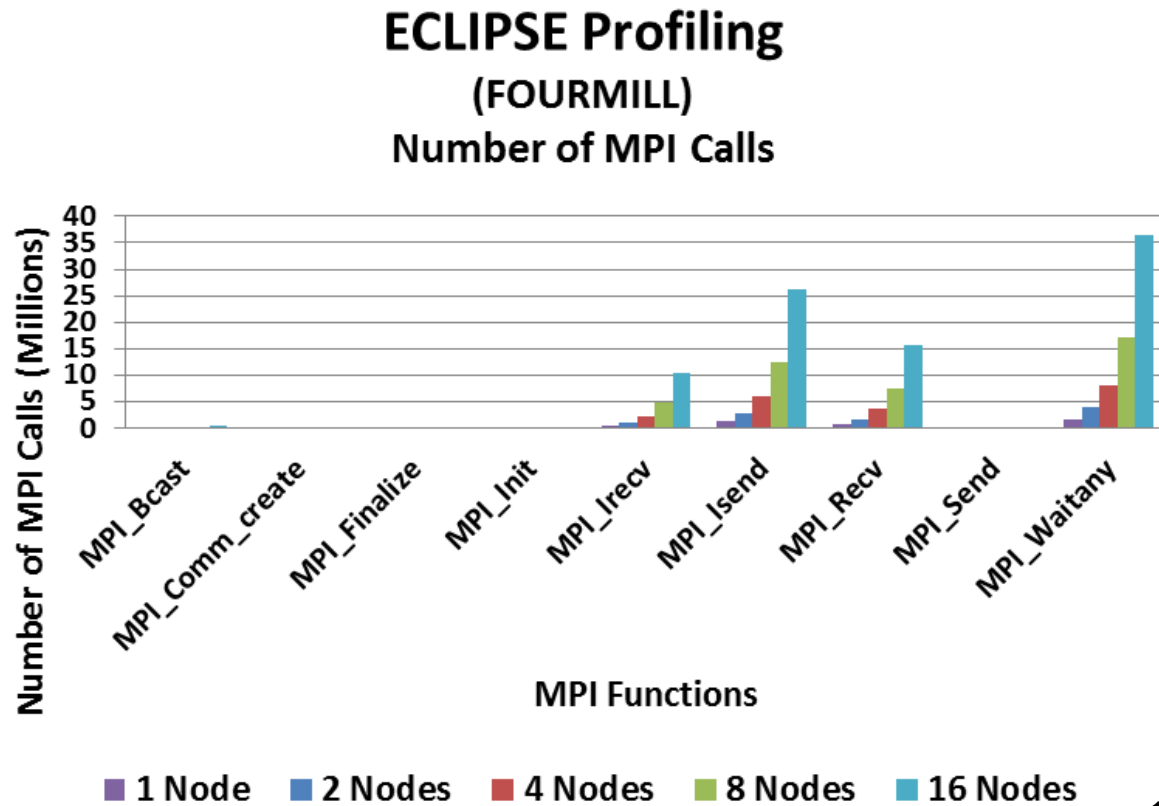 ECLIPSE Profiling
(FOURMILL)
Number of MPI Calls
Number of MPI Calls (Millions)
40
35
30
25
20
15
10
5
0
MPI_Bcast
MPI_Comm_create
MPI_Finalize
MPI_Init
MPI_Irecv
MPI_Isend
MPI_Recv
MPI_Send
MPI_Waitany
MPI Functions
1 Node 2 Nodes 4 Nodes 8 Nodes 16 Nodes